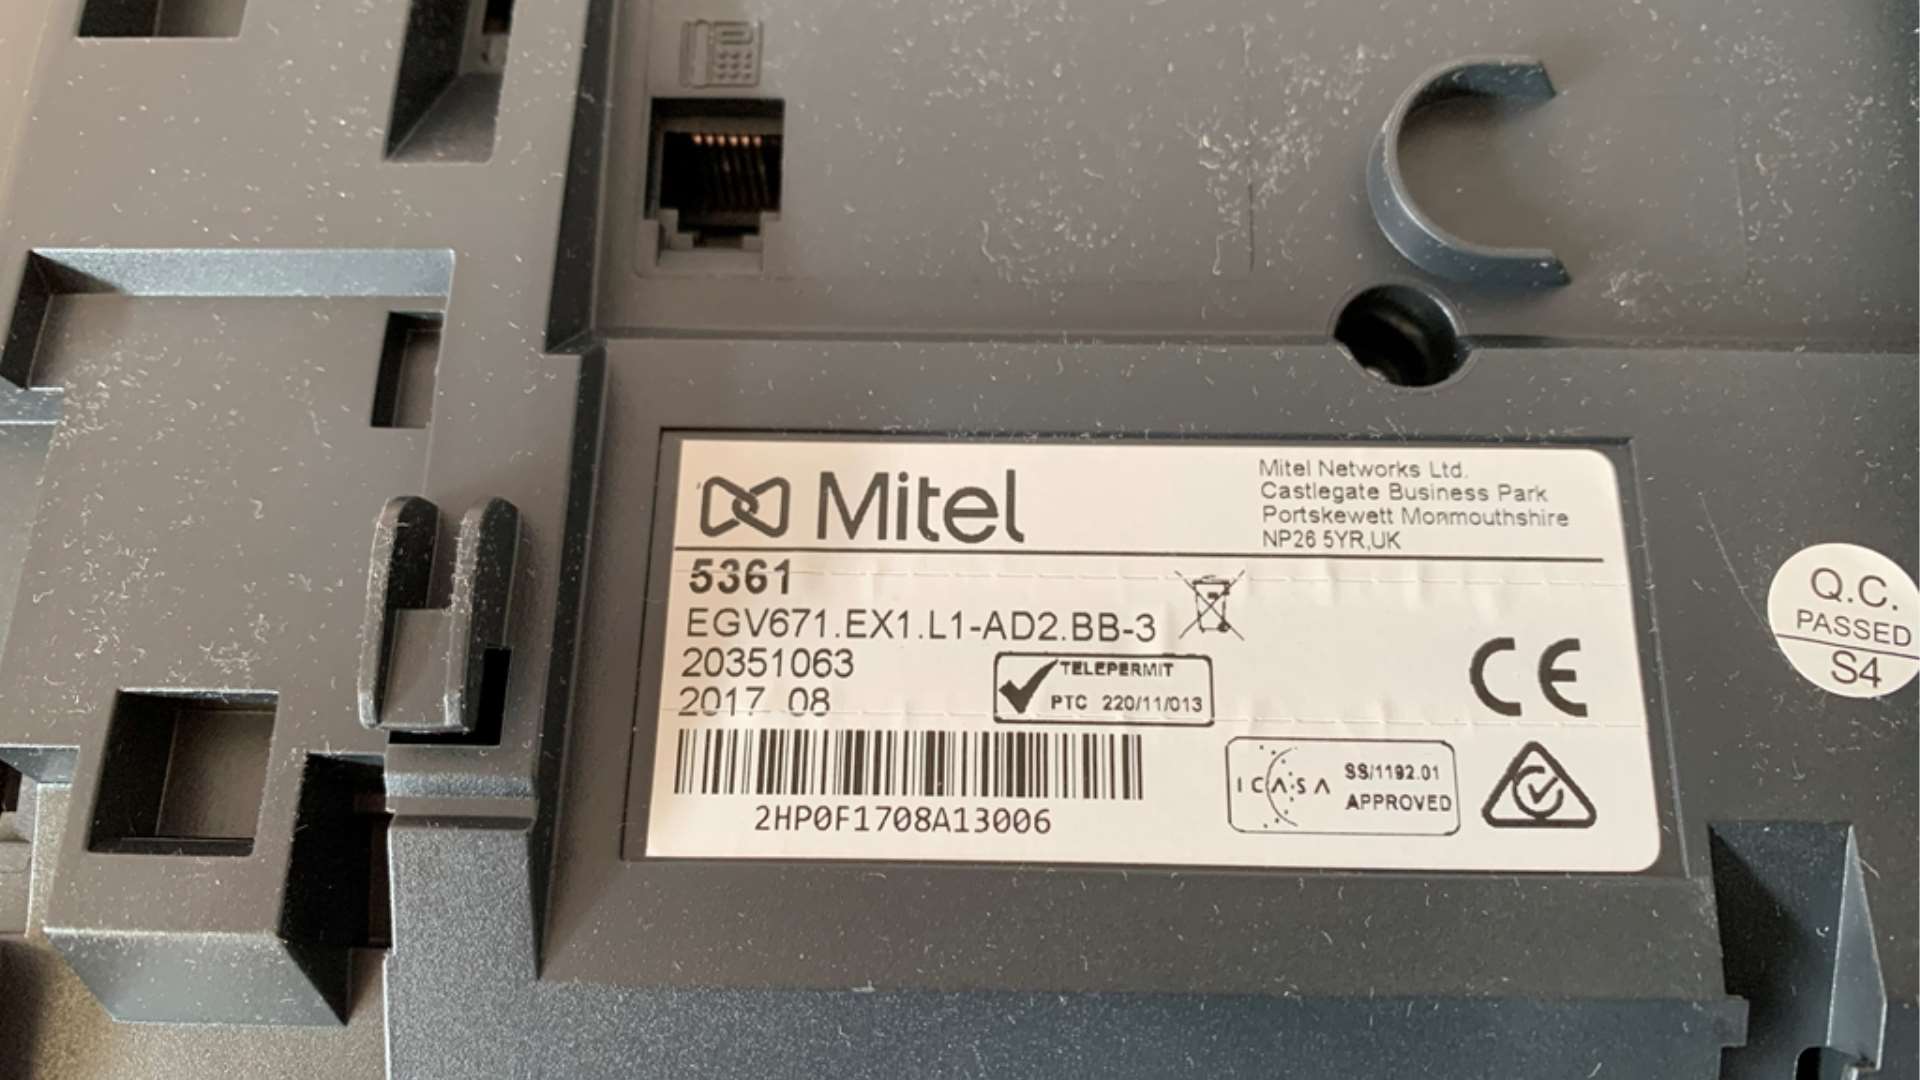 Mitel
Mitel Networks Ltd.
Castlegate Business Park
Portskewett Monmouthshire
NP26 5YR,UK
5361
EGV671.EX1.L1-AD2.BB-3
20351063
2017 08
TELEPERMIT
PTC 220/11/013
CE
2HP0F1708A13006
ICASA
SS/1192.01
APPROVED
Q.C.
PASSED
S4